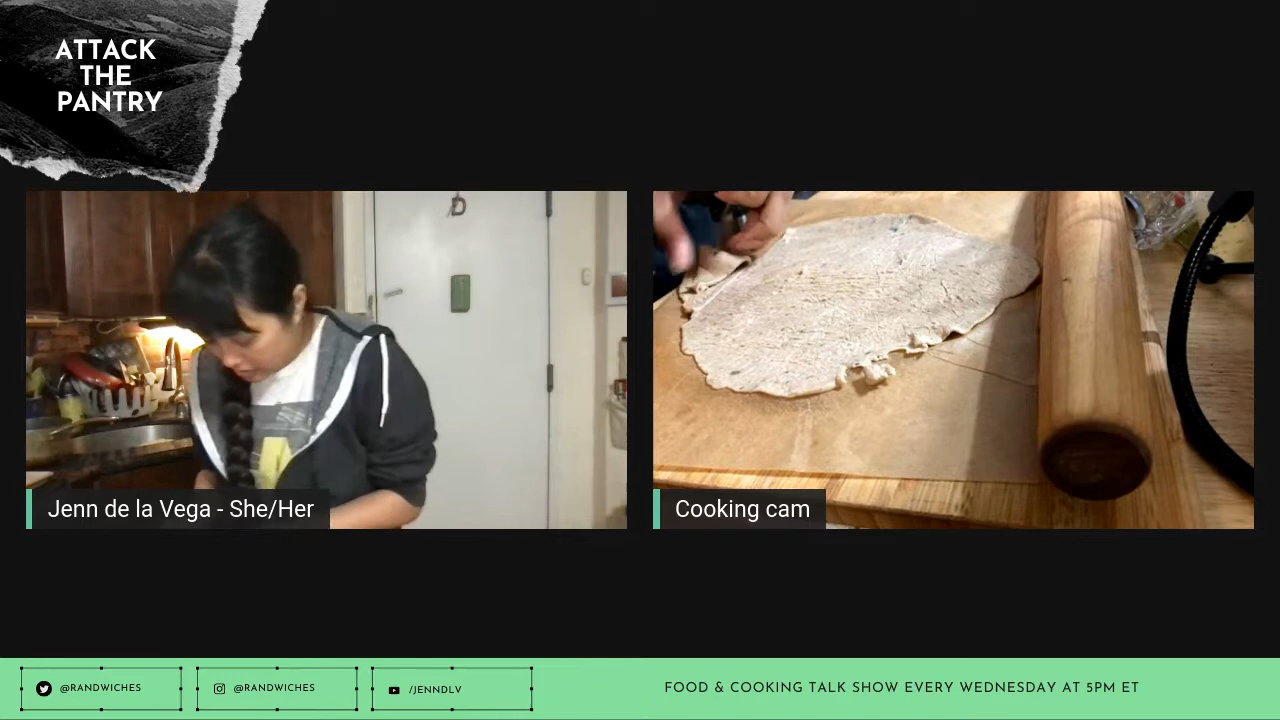 ATTACK
THE
PANTRY
D
Jenn de la Vega - She/Her
Cooking cam
@RANDWICHES
@RANDWICHES
/JENNDLV
FOOD & COOKING TALK SHOW EVERY WEDNESDAY AT 5PM ET